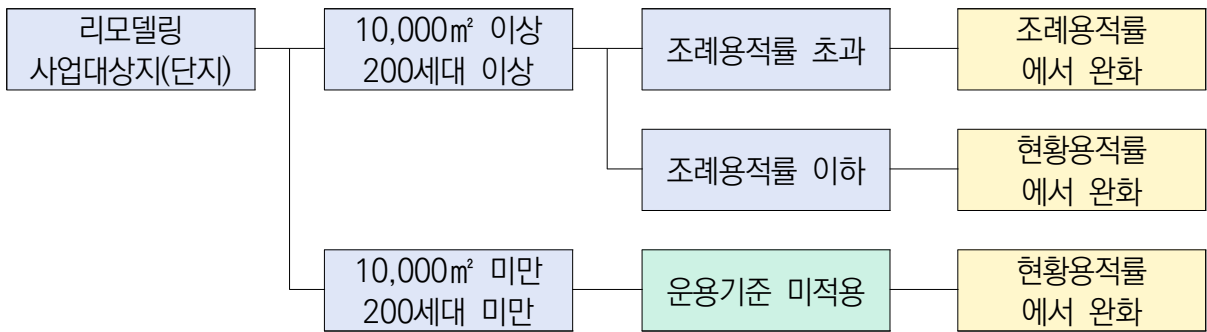 리모델링
사업대상지(단지)
10,000㎡ 이상
200세대 이상
조례용적률 초과
조례용적률
에서 완화
조례용적률 이하
현황용적률
에서 완화
10,000㎡ 미만
200세대 미만
운용기준 미적용
현황용적률
에서 완화